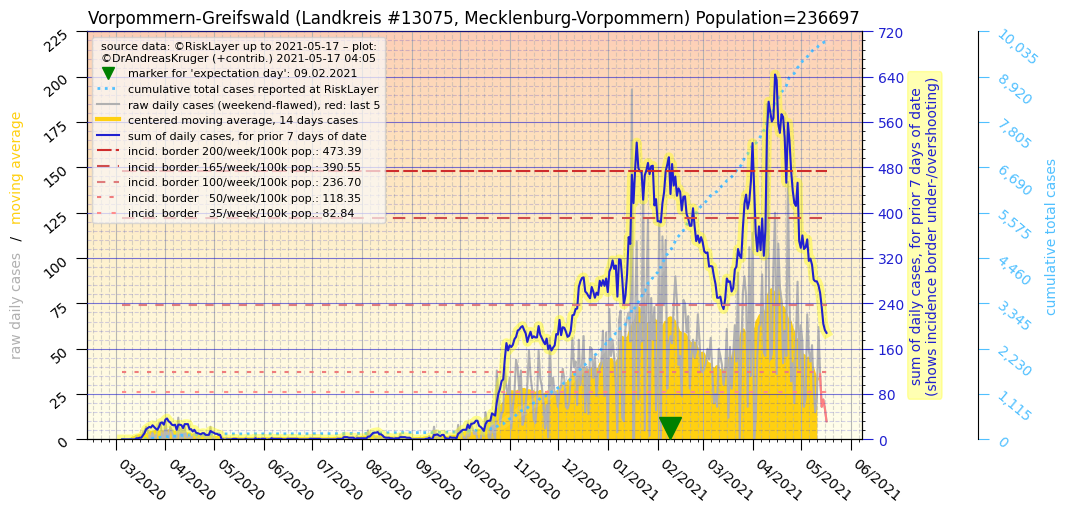 Vorpommern-Greifswald (Landkreis #13075, Mecklenburg-Vorpommern) Population=236697
source data: ©RiskLayer up to 2021-05-17 – plot:
©DrAndreasKruger (+contrib.) 2021-05-17 04:05
marker for 'expectation day': 09.02.2021
cumulative total cases reported at RiskLayer
raw daily cases (weekend-flawed), red: last 5
centered moving average, 14 days cases
sum of daily cases, for prior 7 days of date
incid. border 200/week/100k pop.: 473.39
incid. border 165/week/100k pop.: 390.55
incid. border 100/week/100k pop.: 236.70
incid. border 50/week/100k pop.: 118.35
incid. border 35/week/100k pop.: 82.84
raw daily cases / moving average
225
200
175
150
125
100
75
50
25
0
03/2020
04/2020
05/2020
06/2020
07/2020
08/2020
09/2020
10/2020
11/2020
12/2020
01/2021
02/2021
03/2021
04/2021
05/2021
06/2021
720
640
560
480
400
320
240
160
80
0
sum of daily cases, for prior 7 days of date
(shows incidence border under-/overshooting)
10,035
8,920
7,805
6,690
5,575
4,460
3,345
2,230
1,115
0
cumulative total cases